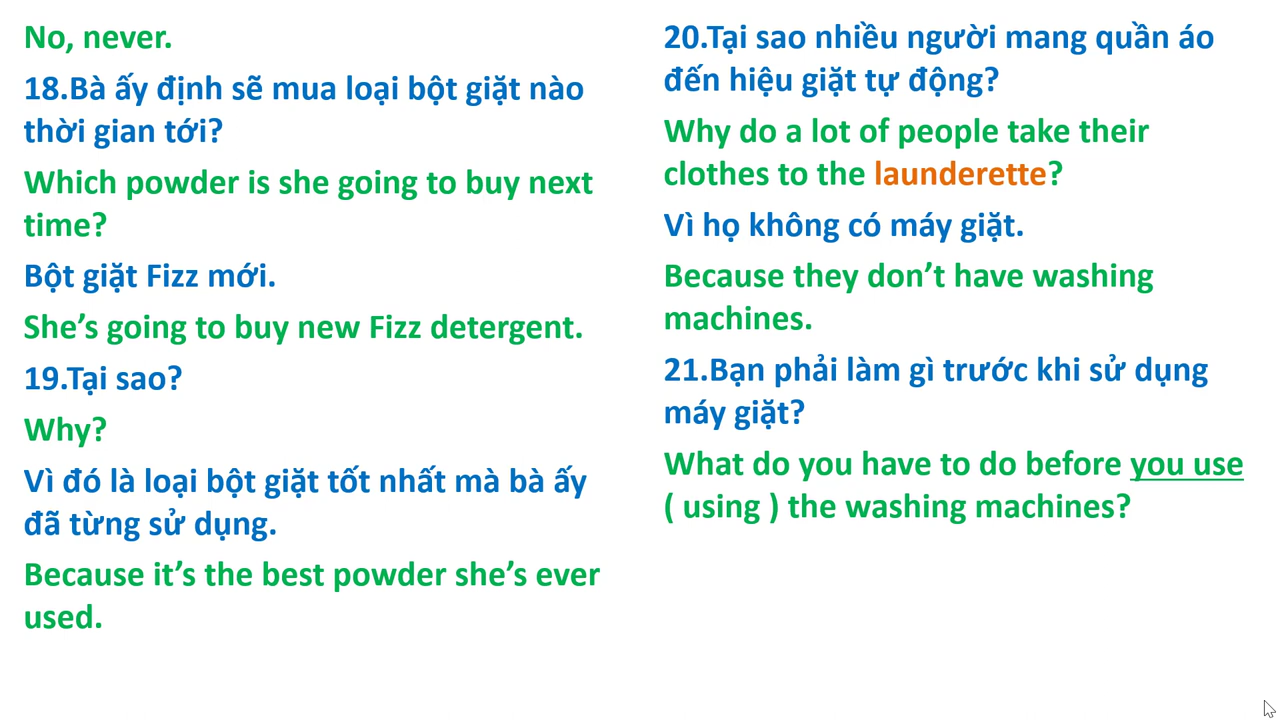 No, never.
18.Bà ấy định sẽ mua loại bột giặt nào
thời gian tới?
Which powder is she going to buy next
time?
Bột giặt Fizz mới.
She’s going to buy new Fizz detergent.
19.Tại sao?
Why?
Vì đó là loại bột giặt tốt nhất mà bà ấy
đã từng sử dụng.
Because it’s the best powder she’s ever
used.
20.Tại sao nhiều người mang quần áo
đến hiệu giặt tự động?
Why do a lot of people take their
clothes to the launderette?
Vì họ không có máy giặt.
Because they don’t have washing
machines.
21.Bạn phải làm gì trước khi sử dụng
máy giặt?
What do you have to do before you use
( using ) the washing machines?